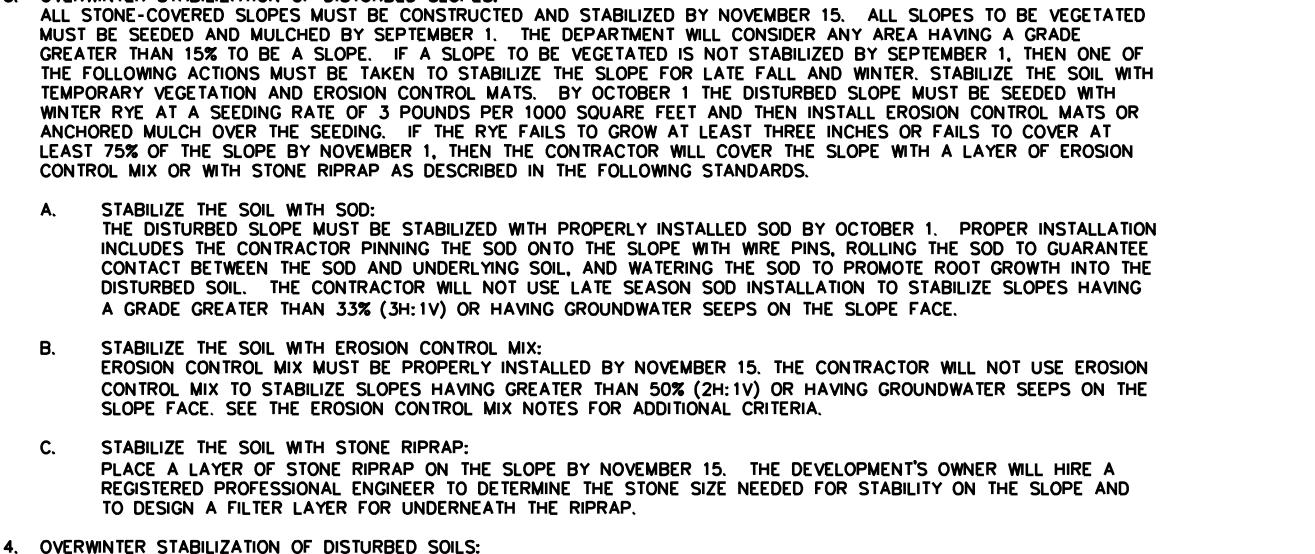 3. OVERWINTER STABILIZATION OF DISTURBED SLOPES:
ALL STONE-COVERED SLOPES MUST BE CONSTRUCTED AND STABILIZED BY NOVEMBER 15. ALL SLOPES TO BE VEGETATED
MUST BE SEEDED AND MULCHED BY SEPTEMBER 1. THE DEPARTMENT WILL CONSIDER ANY AREA HAVING A GRADE
GREATER THAN 15% TO BE A SLOPE. IF A SLOPE TO BE VEGETATED IS NOT STABILIZED BY SEPTEMBER 1, THEN ONE OF
THE FOLLOWING ACTIONS MUST BE TAKEN TO STABILIZE THE SLOPE FOR LATE FALL AND WINTER. STABILIZE THE SOIL WITH
TEMPORARY VEGETATION AND EROSION CONTROL MATS. BY OCTOBER 1 THE DISTURBED SLOPE MUST BE SEEDED WITH
WINTER RYE AT A SEEDING RATE OF 3 POUNDS PER 1000 SQUARE FEET AND THEN INSTALL EROSION CONTROL MATS OR
ANCHORED MULCH OVER THE SEEDING. IF THE RYE FAILS TO GROW AT LEAST THREE INCHES OR FAILS TO COVER AT
LEAST 75% OF THE SLOPE BY NOVEMBER 1, THEN THE CONTRACTOR WILL COVER THE SLOPE WITH A LAYER OF EROSION
CONTROL MIX OR WITH STONE RIPRAP AS DESCRIBED IN THE FOLLOWING STANDARDS.
A. STABILIZE THE SOIL WITH SOD:
THE DISTURBED SLOPE MUST BE STABILIZED WITH PROPERLY INSTALLED SOD BY OCTOBER 1. PROPER INSTALLATION
INCLUDES THE CONTRACTOR PINNING THE SOD ONTO THE SLOPE WITH WIRE PINS, ROLLING THE SOD TO GUARANTEE
CONTACT BETWEEN THE SOD AND UNDERLYING SOIL, AND WATERING THE SOD TO PROMOTE ROOT GROWTH INTO THE
DISTURBED SOIL. THE CONTRACTOR WILL NOT USE LATE SEASON SOD INSTALLATION TO STABILIZE SLOPES HAVING
A GRADE GREATER THAN 33% (3H:1V) OR HAVING GROUNDWATER SEEPS ON THE SLOPE FACE.
B. STABILIZE THE SOIL WITH EROSION CONTROL MIX:
EROSION CONTROL MIX MUST BE PROPERLY INSTALLED BY NOVEMBER 15. THE CONTRACTOR WILL NOT USE EROSION
CONTROL MIX TO STABILIZE SLOPES HAVING GREATER THAN 50% (2H:1V) OR HAVING GROUNDWATER SEEPS ON THE
SLOPE FACE. SEE THE EROSION CONTROL MIX NOTES FOR ADDITIONAL CRITERIA.
C. STABILIZE THE SOIL WITH STONE RIPRAP:
PLACE A LAYER OF STONE RIPRAP ON THE SLOPE BY NOVEMBER 15. THE DEVELOPMENT'S OWNER WILL HIRE A
REGISTERED PROFESSIONAL ENGINEER TO DETERMINE THE STONE SIZE NEEDED FOR STABILITY ON THE SLOPE AND
TO DESIGN A FILTER LAYER FOR UNDERNEATH THE RIPRAP.
4. OVERWINTER STABILIZATION OF DISTURBED SOILS: